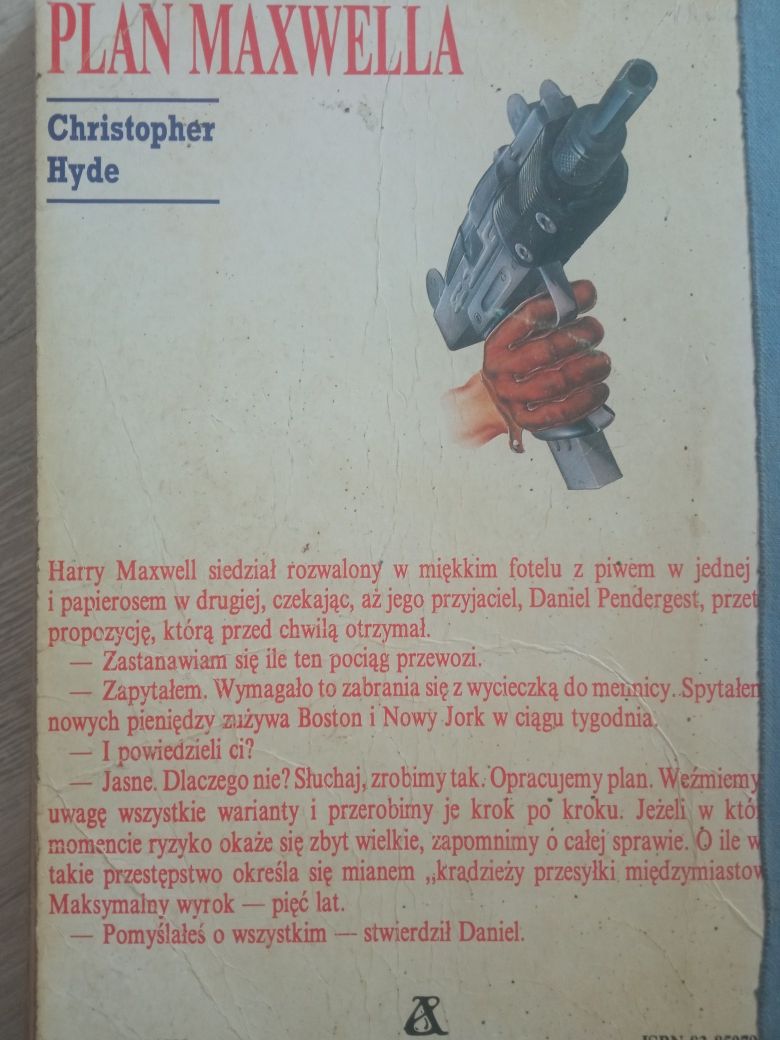 PLAN MAXWELLA
Christopher
Hyde
Harry Maxwell siedział rozwalony w miękkim fotelu z piwem w jednej
i papierosem w drugiej, czekając, aż jego przyjaciel, Daniel Pendergest, przet
propozycję, którą przed chwilą otrzymał.
— Zastanawiam się ile ten pociąg przewozi.
— Zapytałem. Wymagało to zabrania się z wycieczką do mennicy. Spytałem
nowych pieniędzy zużywa Boston i Nowy Jork w ciągu tygodnia.
— I powiedzieli ci?
— Jasne. Dlaczego nie? Słuchaj, zrobimy tak. Opracujemy plan. Weźmiemy
uwagę wszystkie warianty i przerobimy je krok po kroku. Jeżeli w któr
momencie ryzyko okaże się zbyt wielkie, zapomnimy o całej sprawie. O ile w
takie przestępstwo określa się mianem „kradzieży przesyłki międzymiastow
Maksymalny wyrok — pięć lat.
— Pomyślałeś o wszystkim — stwierdził Daniel.